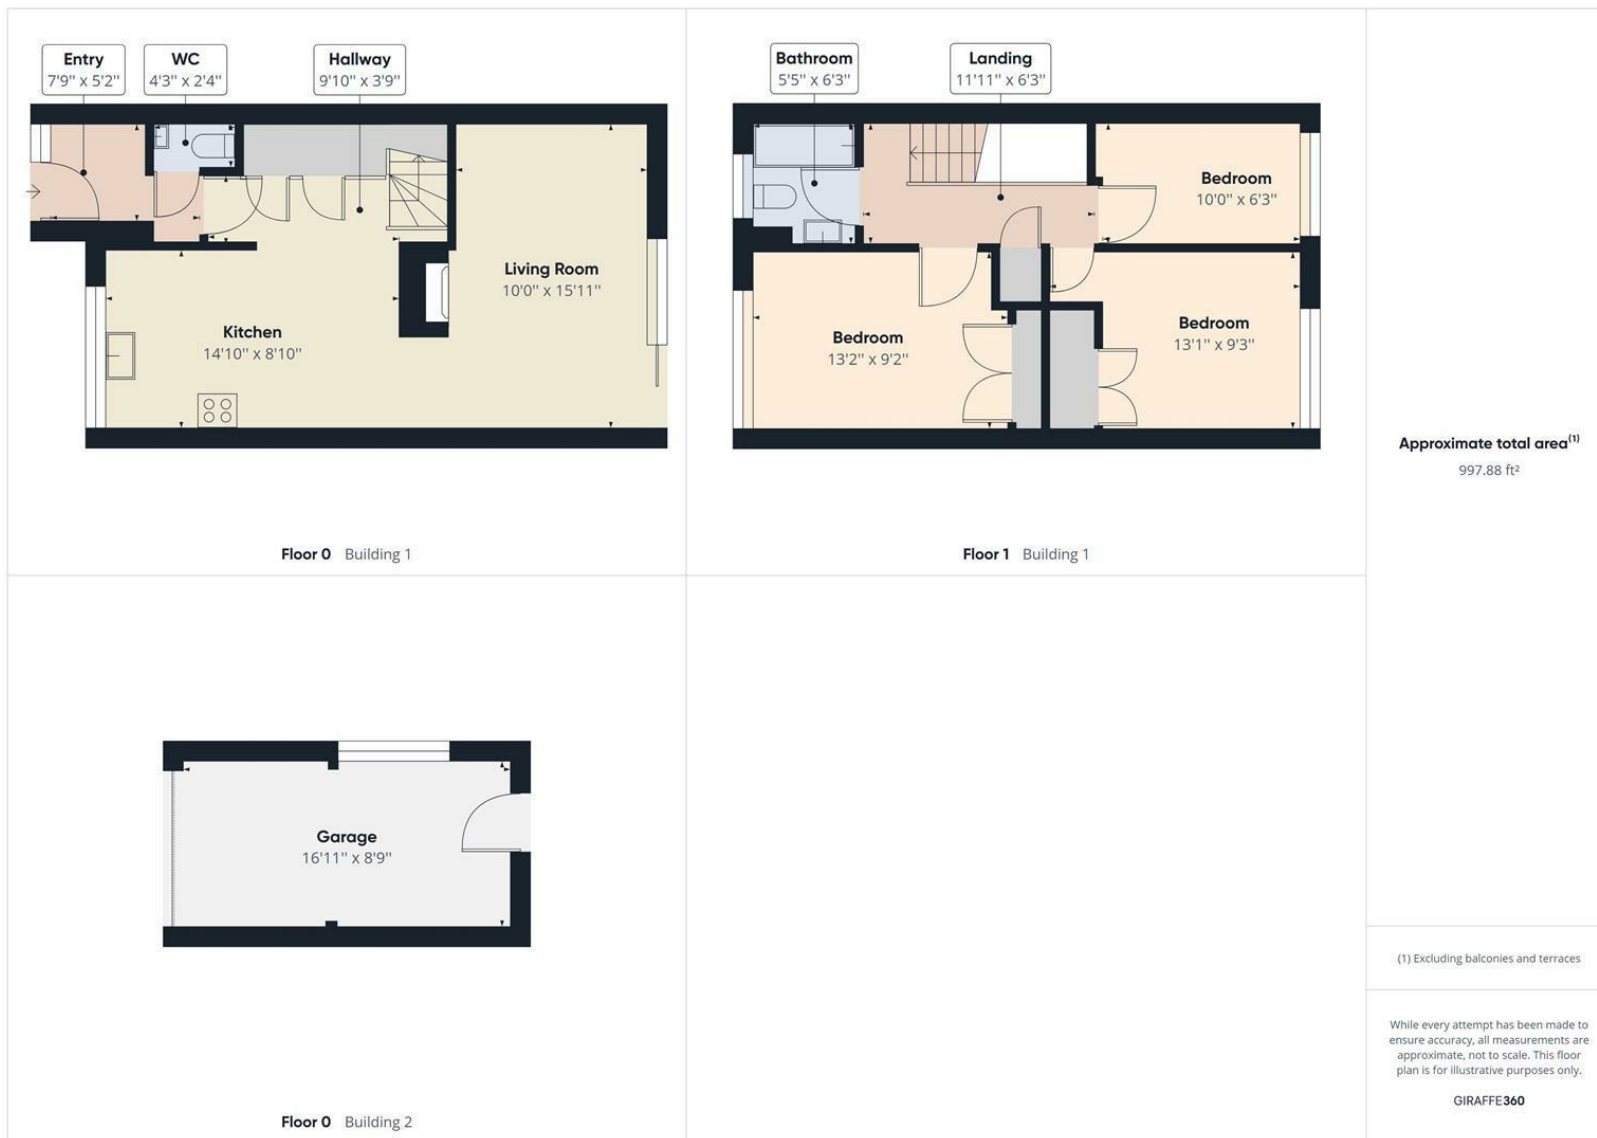 Entry
7'9" x 5'2"
WC
4'3" x 2'4"
Hallway
9'10" x 3'9"
Living Room
10'0" x 15'11"
Kitchen
14'10" x 8'10"
Floor 0 Building 1
Bathroom
5'5" x 6'3"
Landing
11'11" x 6'3"
Bedroom
10'0" x 6'3"
Bedroom
13'2" x 9'2"
Bedroom
13'1" x 9'3"
Floor 1 Building 1
Garage
16'11" x 8'9"
Floor 0 Building 2
Approximate total area(1)
997.88 ft²
(1) Excluding balconies and terraces
While every attempt has been made to
ensure accuracy, all measurements are
approximate, not to scale. This floor
plan is for illustrative purposes only.
GIRAFFE360